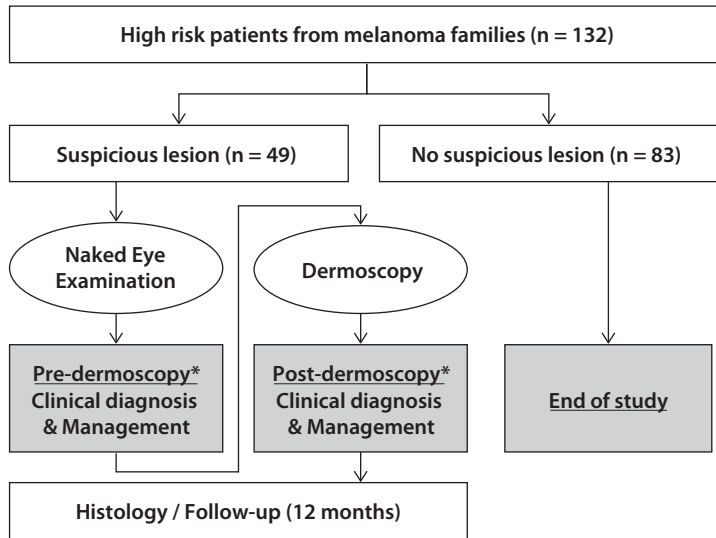 High risk patients from melanoma families (n = 132)
Suspicious lesion (n = 49)
No suspicious lesion (n = 83)
Naked Eye
Examination
Dermoscopy
Pre-dermoscopy*
Clinical diagnosis
& Management
Post-dermoscopy*
Clinical diagnosis
& Management
End of study
Histology / Follow-up (12 months)